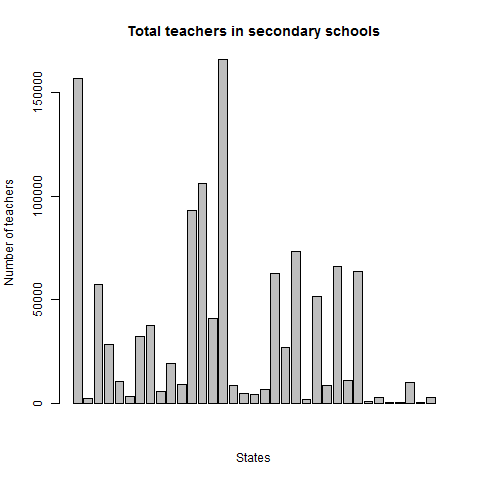 Total teachers in secondary schools
Number of teachers
150000
100000
50000
0
States